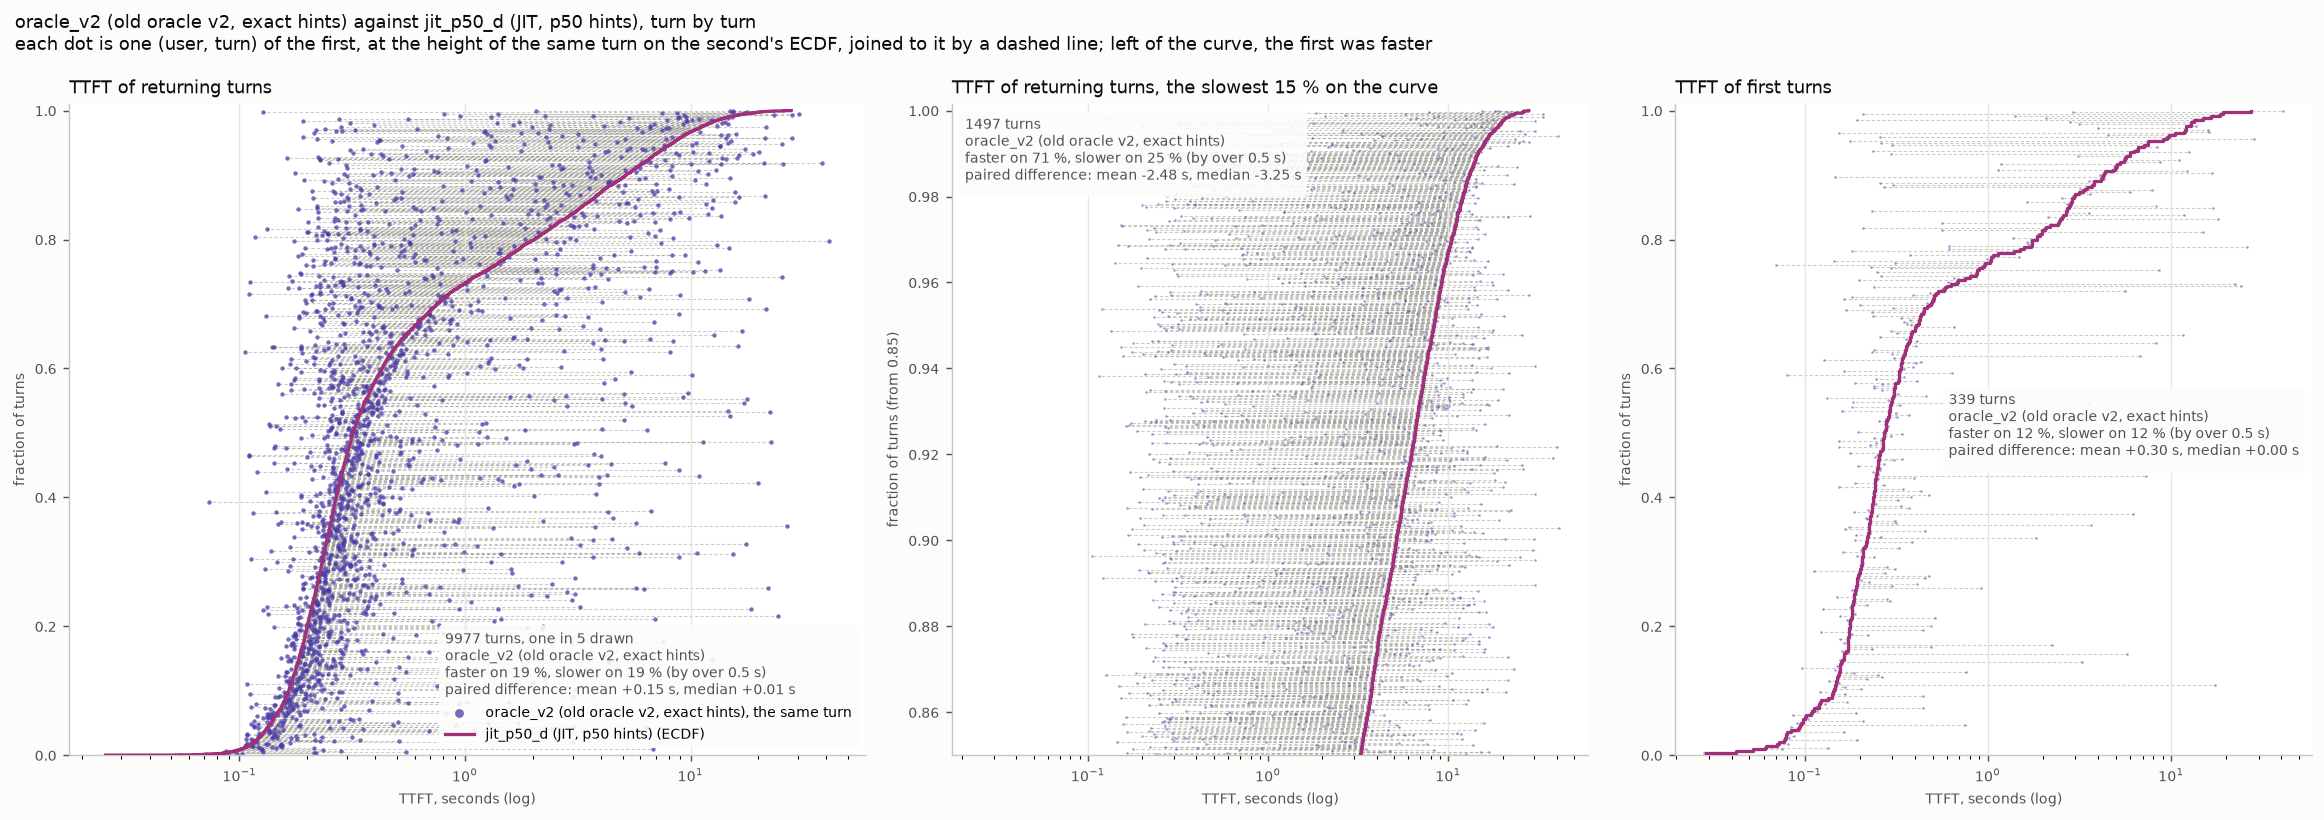 oracle_v2 (old oracle v2, exact hints) against jit_p50_d (JIT, p50 hints), turn by turn
each dot is one (user, turn) of the first, at the height of the same turn on the second's ECDF, joined to it by a dashed line; left of the curve, the first was faster
TTFT of returning turns
fraction of turns
1.0
0.8
0.6
0.4
0.2
0.0
9977 turns, one in 5 drawn
oracle_v2 (old oracle v2, exact hints)
faster on 19 %, slower on 19 % (by over 0.5 s)
paired difference: mean +0.15 s, median +0.01 s
oracle_v2 (old oracle v2, exact hints), the same turn
jit_p50_d (JIT, p50 hints) (ECDF)
10⁻¹
10⁰
10¹
TTFT, seconds (log)
TTFT of returning turns, the slowest 15 % on the curve
fraction of turns (from 0.85)
1.00
0.98
0.96
0.94
0.92
0.90
0.88
0.86
1497 turns
oracle_v2 (old oracle v2, exact hints)
faster on 71 %, slower on 25 % (by over 0.5 s)
paired difference: mean -2.48 s, median -3.25 s
10⁻¹
10⁰
10¹
TTFT, seconds (log)
TTFT of first turns
fraction of turns
1.0
0.8
0.6
0.4
0.2
0.0
339 turns
oracle_v2 (old oracle v2, exact hints)
faster on 12 %, slower on 12 % (by over 0.5 s)
paired difference: mean +0.30 s, median +0.00 s
10⁻¹
10⁰
10¹
TTFT, seconds (log)